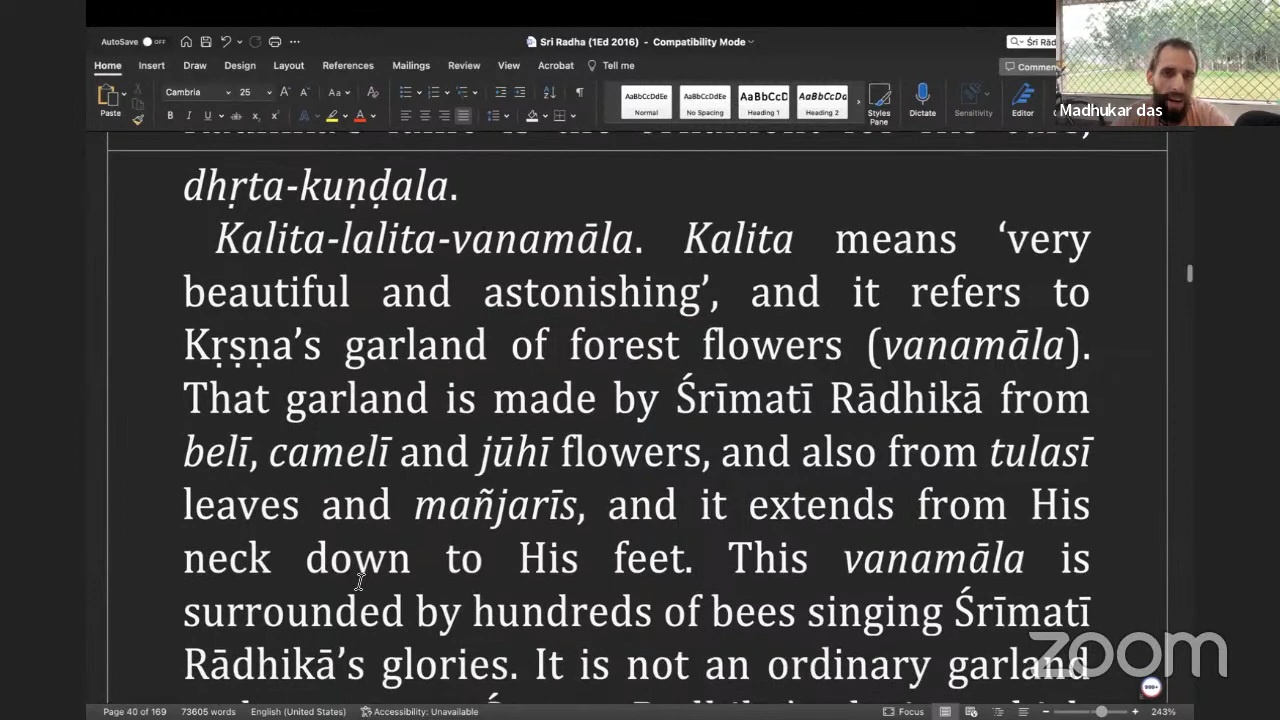 AutoSave OFF
Sri Radha (1Ed 2016) - Compatibility Mode
Home Insert Draw Design Layout References Mailings Review View Acrobat Tell me
Paste
Cambria 25
AaBbCcDdEe AaBbCcDdEe AaBbCcD AaBbCcDc
Normal No Spacing Heading 1 Heading 2
Styles Pane
Dictate
Sensitivity
Editor
Madhukar das
dhṛta-kuṇḍala.
Kalita-lalita-vanamāla. Kalita means ‘very
beautiful and astonishing’, and it refers to
Kṛṣṇa’s garland of forest flowers (vanamāla).
That garland is made by Śrīmatī Rādhikā from
belī, camelī and jūhī flowers, and also from tulasī
leaves and mañjarīs, and it extends from His
neck down to His feet. This vanamāla is
surrounded by hundreds of bees singing Śrīmatī
Rādhikā’s glories. It is not an ordinary garland
zoom
Page 40 of 169 73605 words English (United States) Accessibility: Unavailable Focus 243%